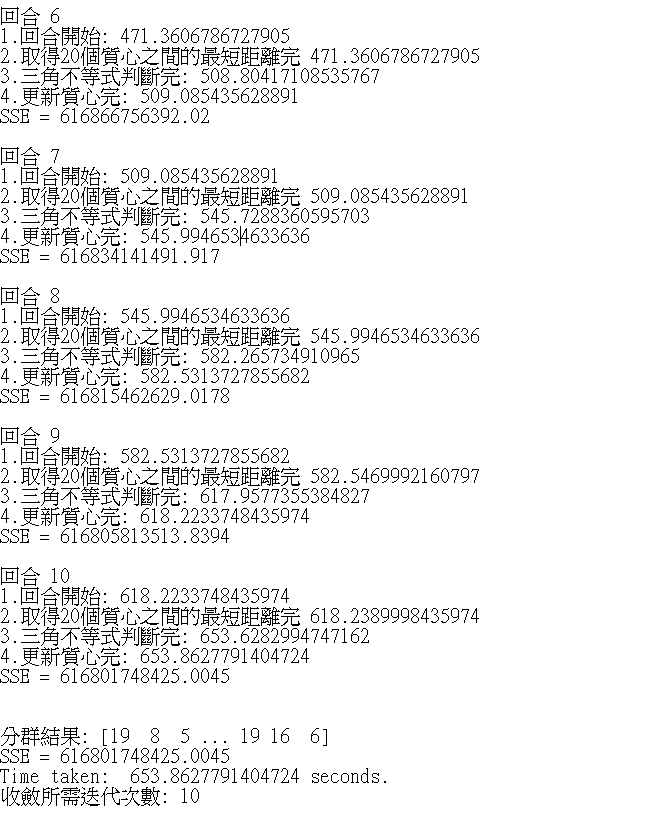 回合 6
1.回合開始: 471.3606786727905
2.取得20個質心之間的最短距離完 471.3606786727905
3.三角不等式判斷完: 508.80417108535767
4.更新質心完: 509.085435628891
SSE = 616866756392.02
回合 7
1.回合開始: 509.085435628891
2.取得20個質心之間的最短距離完 509.085435628891
3.三角不等式判斷完: 545.7288360595703
4.更新質心完: 545.9946534633636
SSE = 616834141491.917
回合 8
1.回合開始: 545.9946534633636
2.取得20個質心之間的最短距離完 545.9946534633636
3.三角不等式判斷完: 582.265734910965
4.更新質心完: 582.5313727855682
SSE = 616815462629.0178
回合 9
1.回合開始: 582.5313727855682
2.取得20個質心之間的最短距離完 582.5469992160797
3.三角不等式判斷完: 617.9577355384827
4.更新質心完: 618.2233748435974
SSE = 616805813513.8394
回合 10
1.回合開始: 618.2233748435974
2.取得20個質心之間的最短距離完 618.2389998435974
3.三角不等式判斷完: 653.6282994747162
4.更新質心完: 653.8627791404724
SSE = 616801748425.0045
分群結果: [19  8  5 ... 19 16  6]
SSE = 616801748425.0045
Time taken:  653.8627791404724 seconds.
收斂所需迭代次數: 10